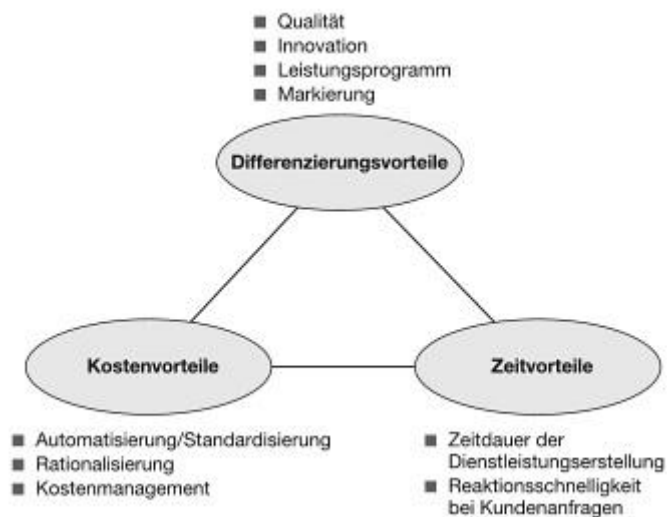 ■ Qualität
■ Innovation
■ Leistungsprogramm
■ Markierung
Differenzierungsvorteile
Kostenvorteile
■ Automatisierung/Standardisierung
■ Rationalisierung
■ Kostenmanagement
Zeitvorteile
■ Zeitdauer der
Dienstleistungserstellung
■ Reaktionsschnelligkeit
bei Kundenanfragen